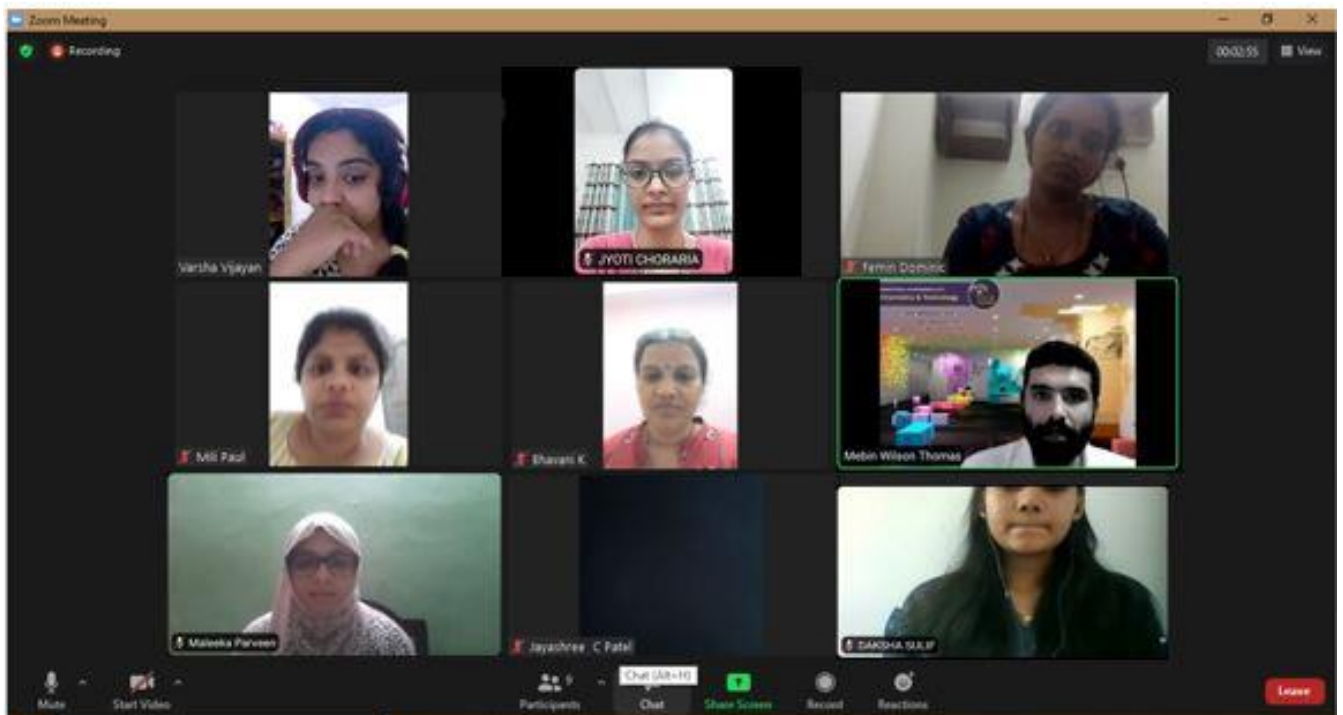 Zoom Meeting
Recording
00:02:55 View
Varsha Vijayan
JYOTI CHORARIA
Femin Dominic
Mili Paul
Bhavani K
Chemistry & Technology
Mebin Wilson Thomas
Maleeka Parveen
Jayashree C Patel
DAKSHA SULIF
Mute
Start Video
Participants
9
Chat (Alt+H)
Chat
Share Screen
Record
Reactions
Leave